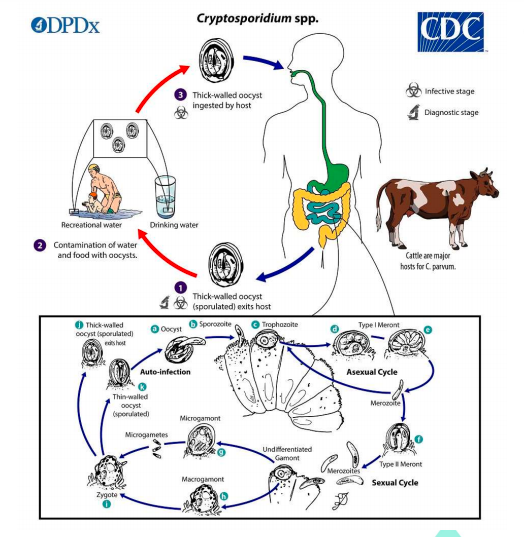 DPDx
Cryptosporidium spp.
CDC
3 Thick-walled oocyst
ingested by host
Infective stage
Diagnostic stage
Recreational water
Drinking water
2 Contamination of water
and food with oocysts.
Cattle are major
hosts for C. parvum.
1 Thick-walled oocyst
(sporulated) exits host
j Thick-walled
oocyst (sporulated)
exits host
a Oocyst
b Sporozoite
c Trophozoite
Type I Meront
d
e
Auto-infection
Asexual Cycle
k
Thin-walled
oocyst
(sporulated)
Merozoite
Microgamont
f
Microgametes
g
Undifferentiated
Gamont
Type II Meront
Merozoites
Sexual Cycle
Macrogamont
h
Zygote
i